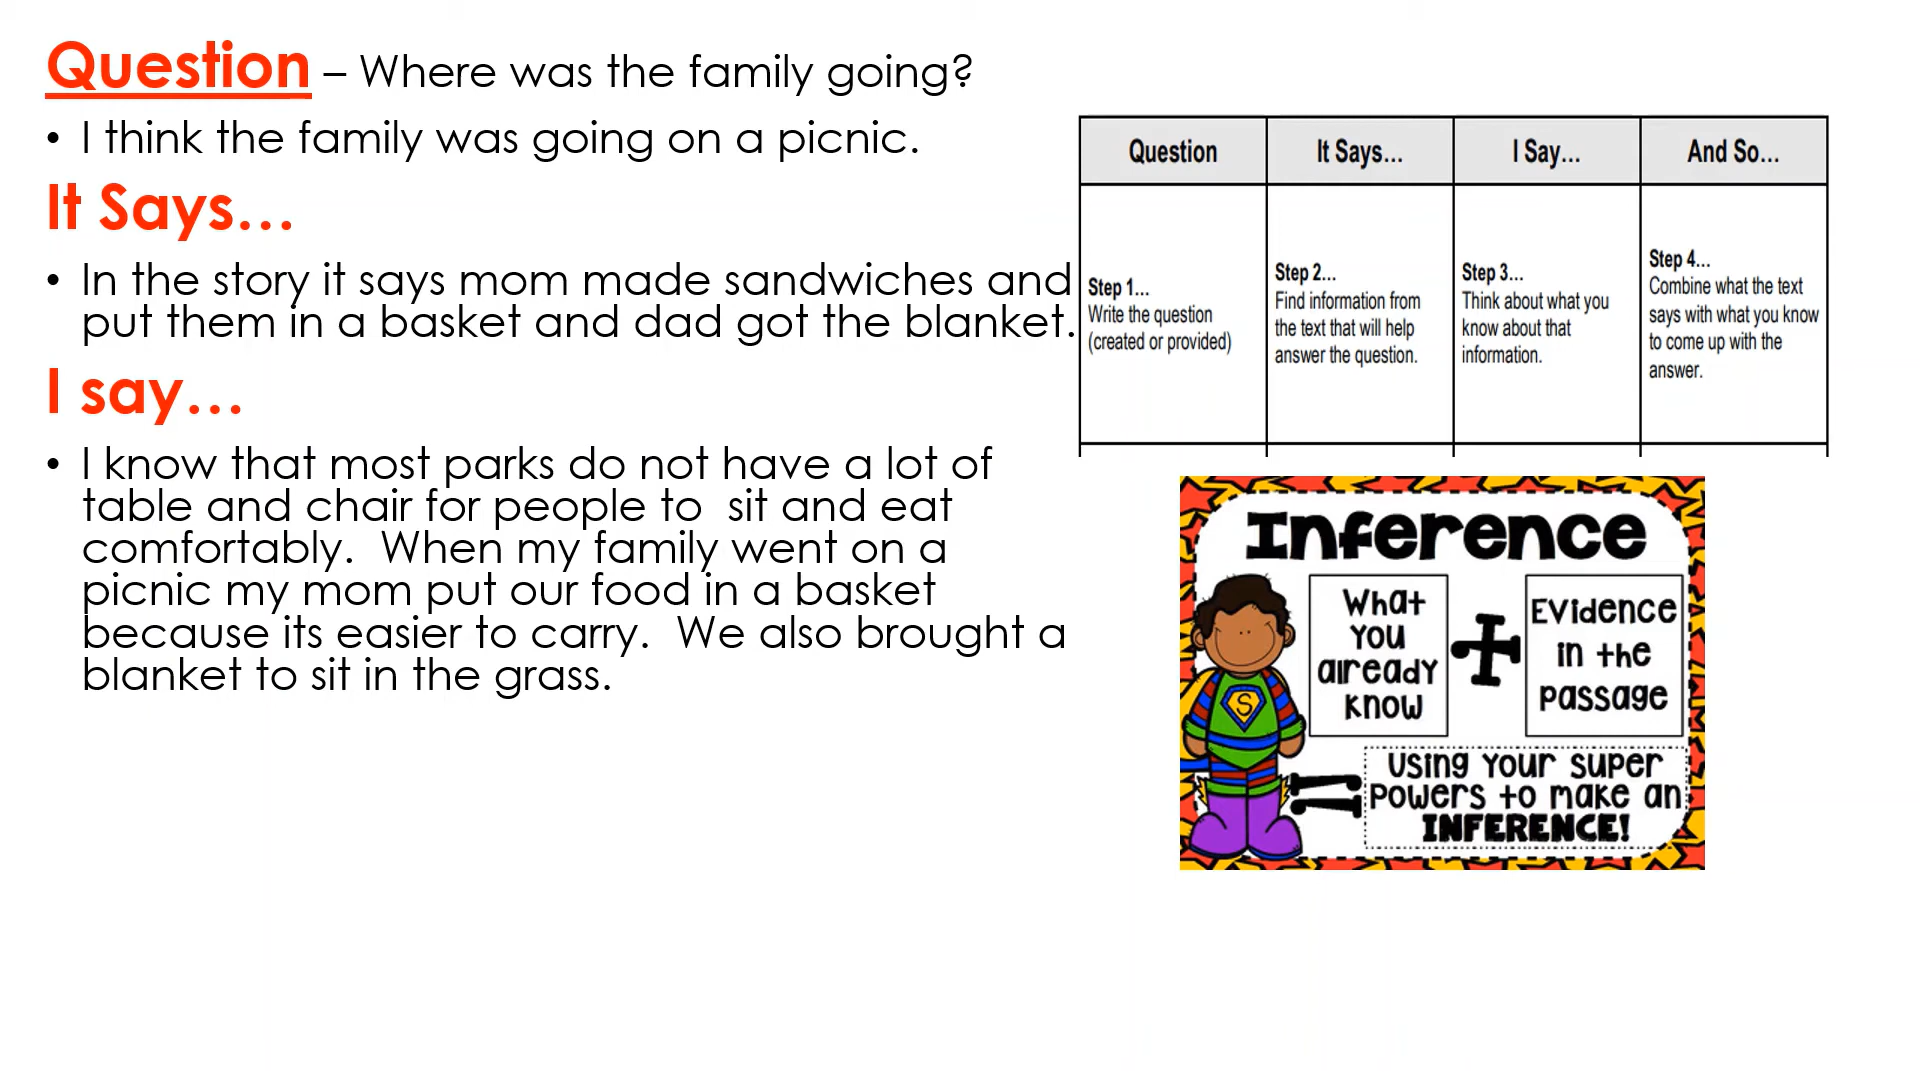 Question – Where was the family going?
• I think the family was going on a picnic.
It Says…
• In the story it says mom made sandwiches and
put them in a basket and dad got the blanket.
I say…
• I know that most parks do not have a lot of
table and chair for people to  sit and eat
comfortably.  When my family went on a
picnic my mom put our food in a basket
because its easier to carry.  We also brought a
blanket to sit in the grass.
Question
It Says...
I Say...
And So...
Step 1...
Write the question
(created or provided)
Step 2...
Find information from
the text that will help
answer the question.
Step 3...
Think about what you
know about that
information.
Step 4...
Combine what the text
says with what you know
to come up with the
answer.
Inference
What
you
already
know
+
Evidence
in the
passage
S
=
Using your super
powers to make an
INFERENCE!